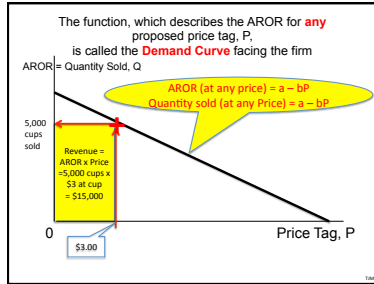 The function, which describes the AROR for any
proposed price tag, P,
is called the Demand Curve facing the firm
AROR = Quantity Sold, Q
AROR (at any price) = a – bP
Quantity sold (at any Price) = a – bP
5,000
cups
sold
Revenue =
AROR x Price
=5,000 cups x
$3 at cup
= $15,000
0
Price Tag, P
$3.00